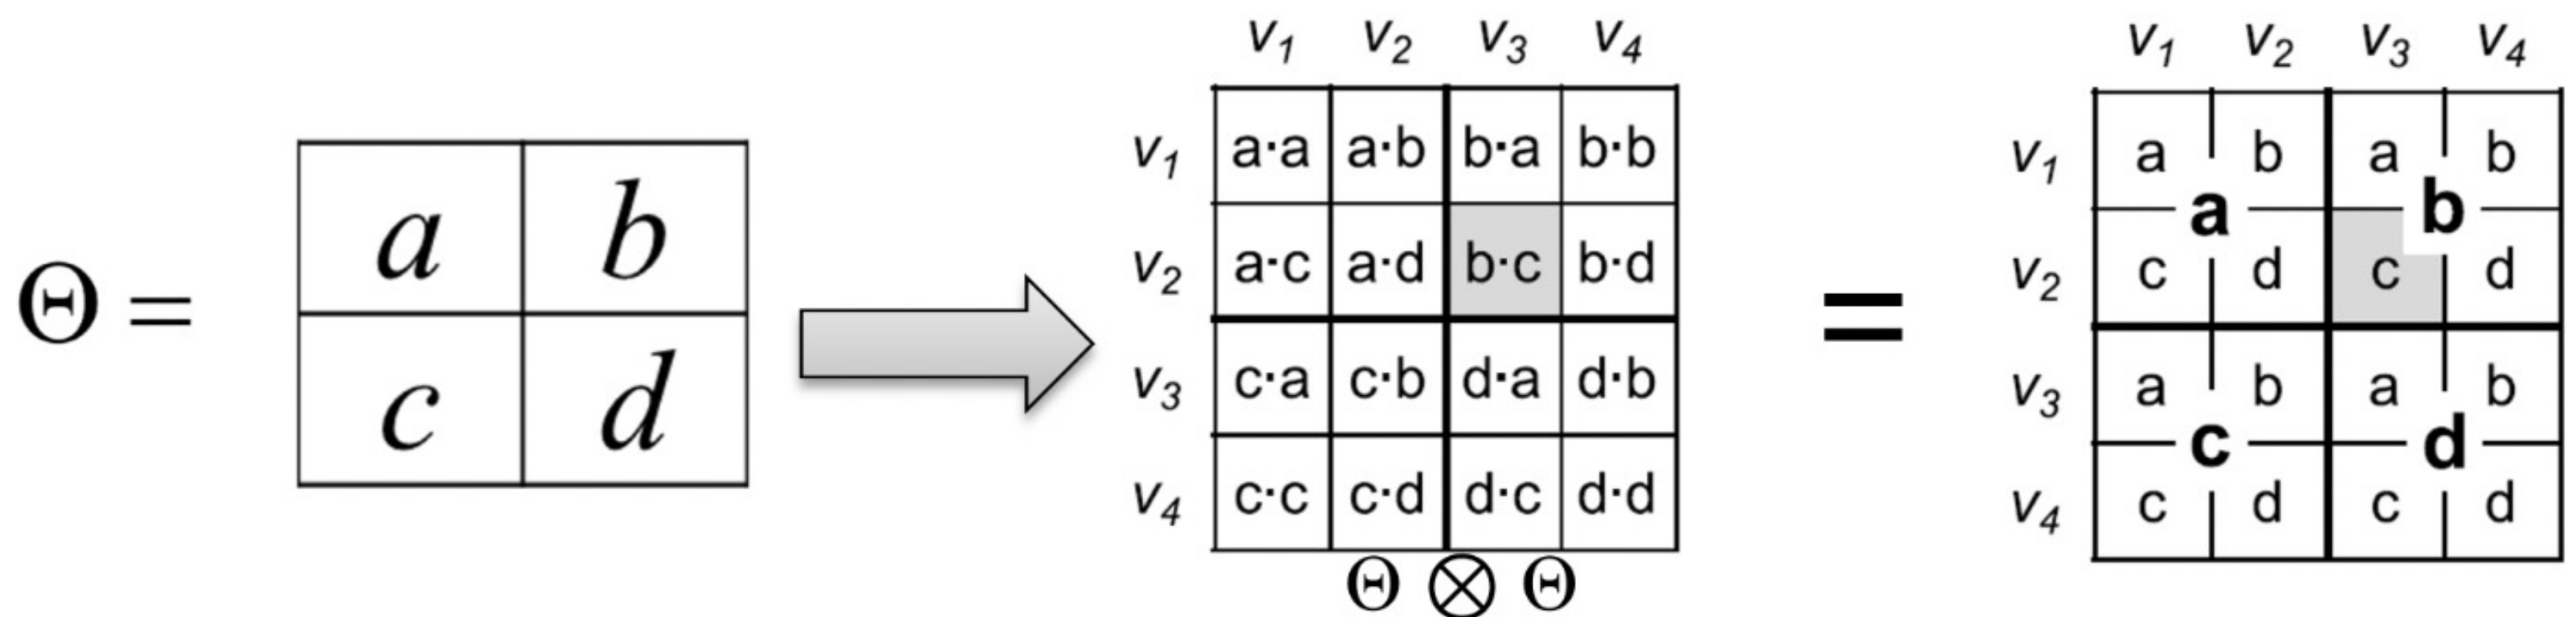 Θ =
a b
c d
v1 v2 v3 v4
v1 a·a a·b b·a b·b
v2 a·c a·d b·c b·d
v3 c·a c·b d·a d·b
v4 c·c c·d d·c d·d
Θ ⊗ Θ
=
v1 v2 v3 v4
v1 a b a b
a b
v2 c d c d
v3 a b a b
c d
v4 c d c d